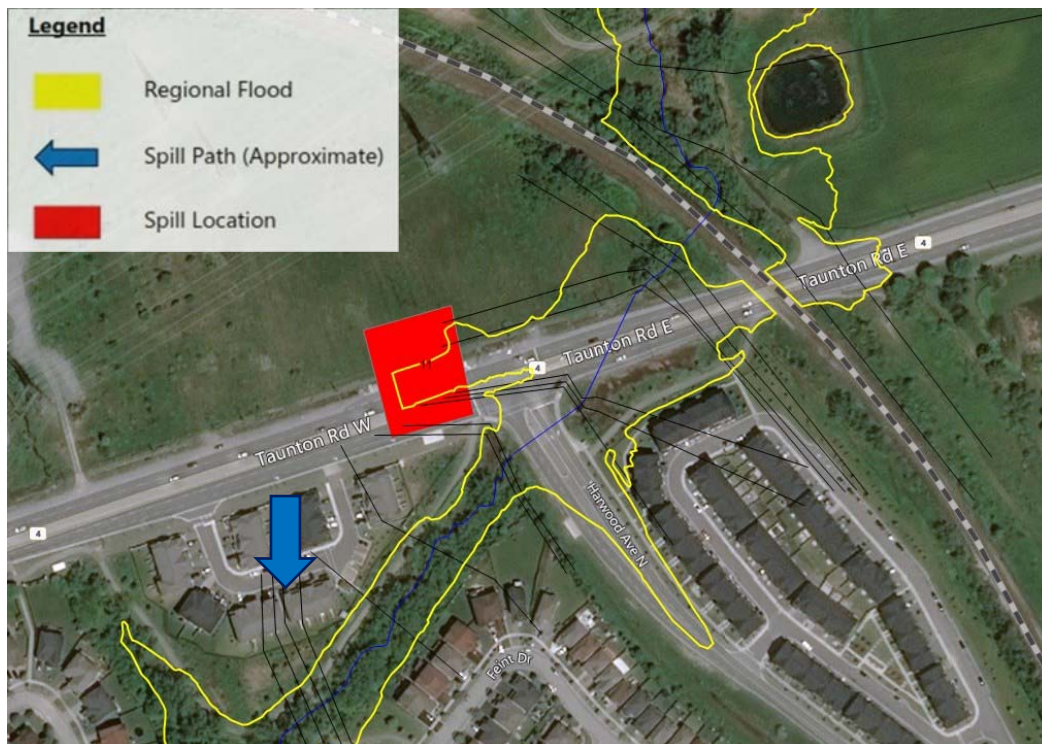 Legend
Regional Flood
Spill Path (Approximate)
Spill Location
4
Taunton Rd E
4
Taunton Rd E
Taunton Rd W
4
Harwood Ave N
Feint Dr